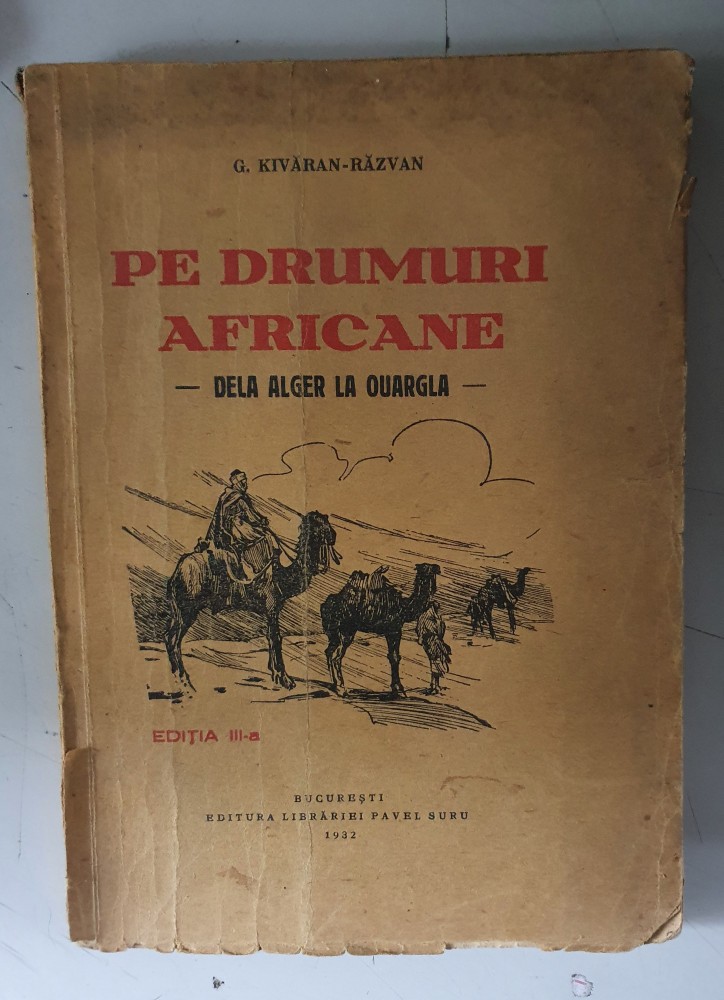 G. KIVĂRAN-RĂZVAN
PE DRUMURI
AFRICANE
— DELA ALGER LA OUARGLA —
EDIȚIA III-a
BUCUREȘTI
EDITURA LIBRĂRIEI PAVEL SURU
1932